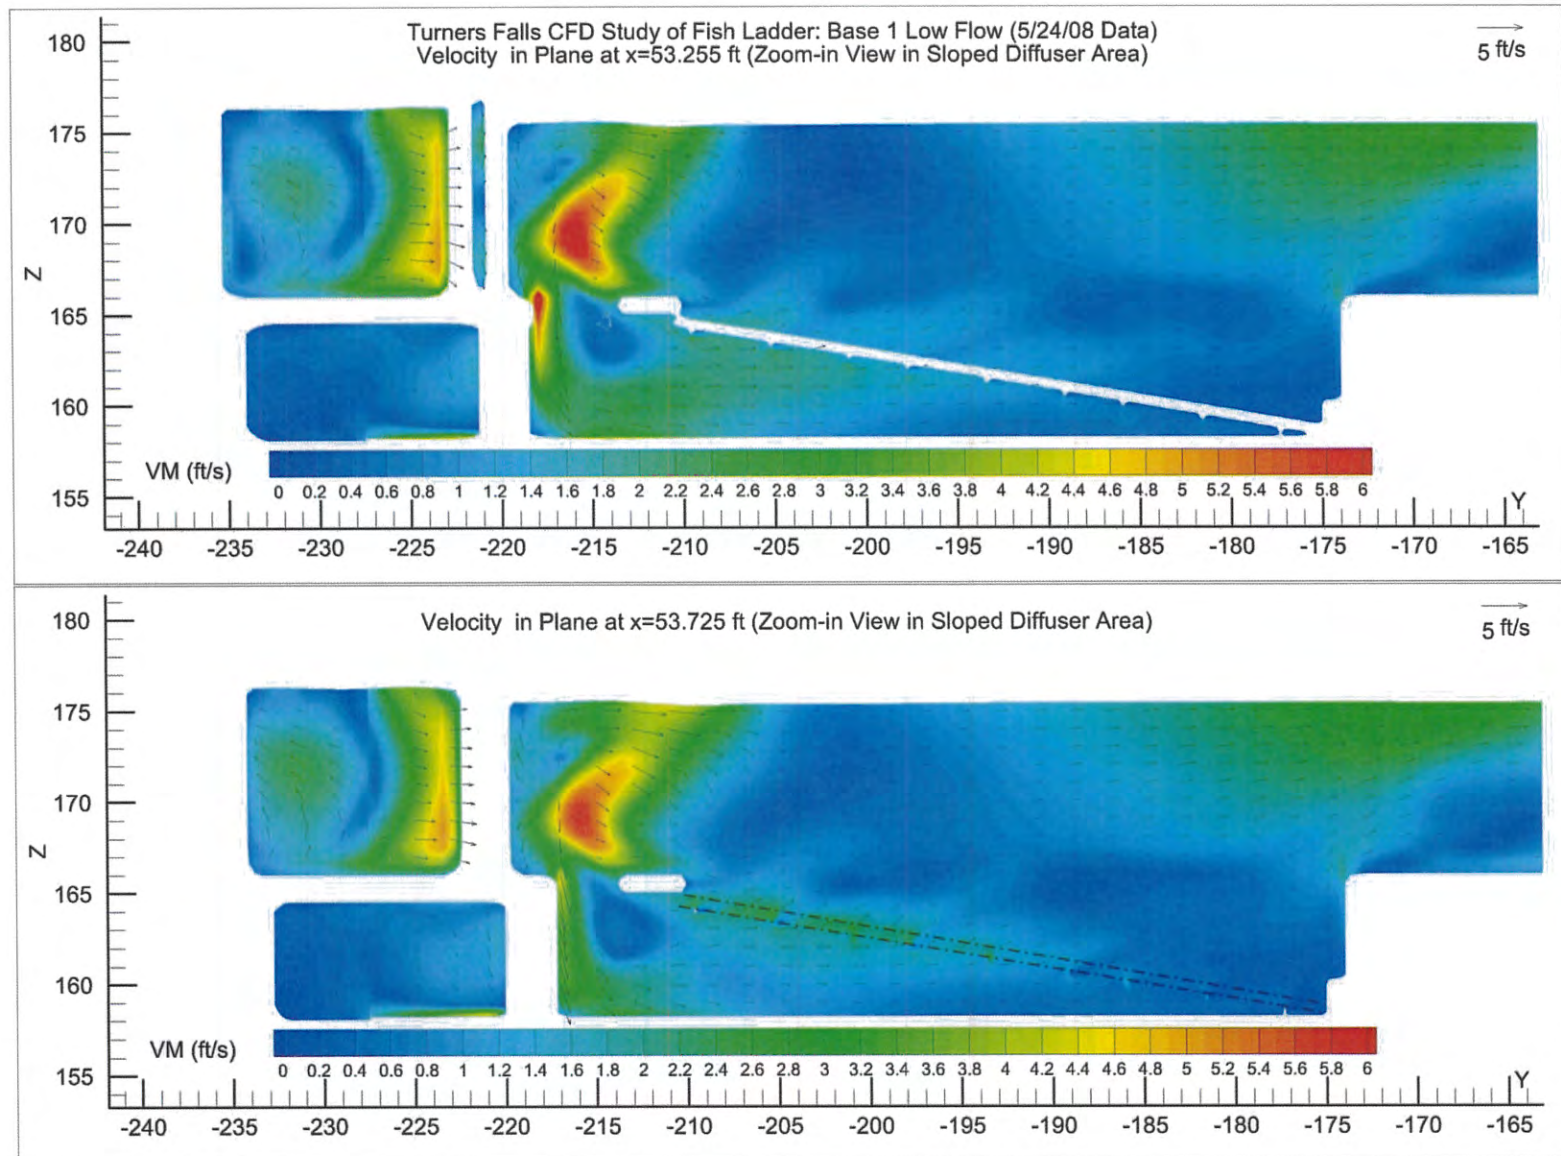 Turners Falls CFD Study of Fish Ladder: Base 1 Low Flow (5/24/08 Data)
Velocity in Plane at x=53.255 ft (Zoom-in View in Sloped Diffuser Area)
5 ft/s
180
175
170
Z
165
160
155
VM (ft/s)
0 0.2 0.4 0.6 0.8 1 1.2 1.4 1.6 1.8 2 2.2 2.4 2.6 2.8 3 3.2 3.4 3.6 3.8 4 4.2 4.4 4.6 4.8 5 5.2 5.4 5.6 5.8 6
Y
-240 -235 -230 -225 -220 -215 -210 -205 -200 -195 -190 -185 -180 -175 -170 -165
Velocity in Plane at x=53.725 ft (Zoom-in View in Sloped Diffuser Area)
5 ft/s
180
175
170
Z
165
160
155
VM (ft/s)
0 0.2 0.4 0.6 0.8 1 1.2 1.4 1.6 1.8 2 2.2 2.4 2.6 2.8 3 3.2 3.4 3.6 3.8 4 4.2 4.4 4.6 4.8 5 5.2 5.4 5.6 5.8 6
Y
-240 -235 -230 -225 -220 -215 -210 -205 -200 -195 -190 -185 -180 -175 -170 -165